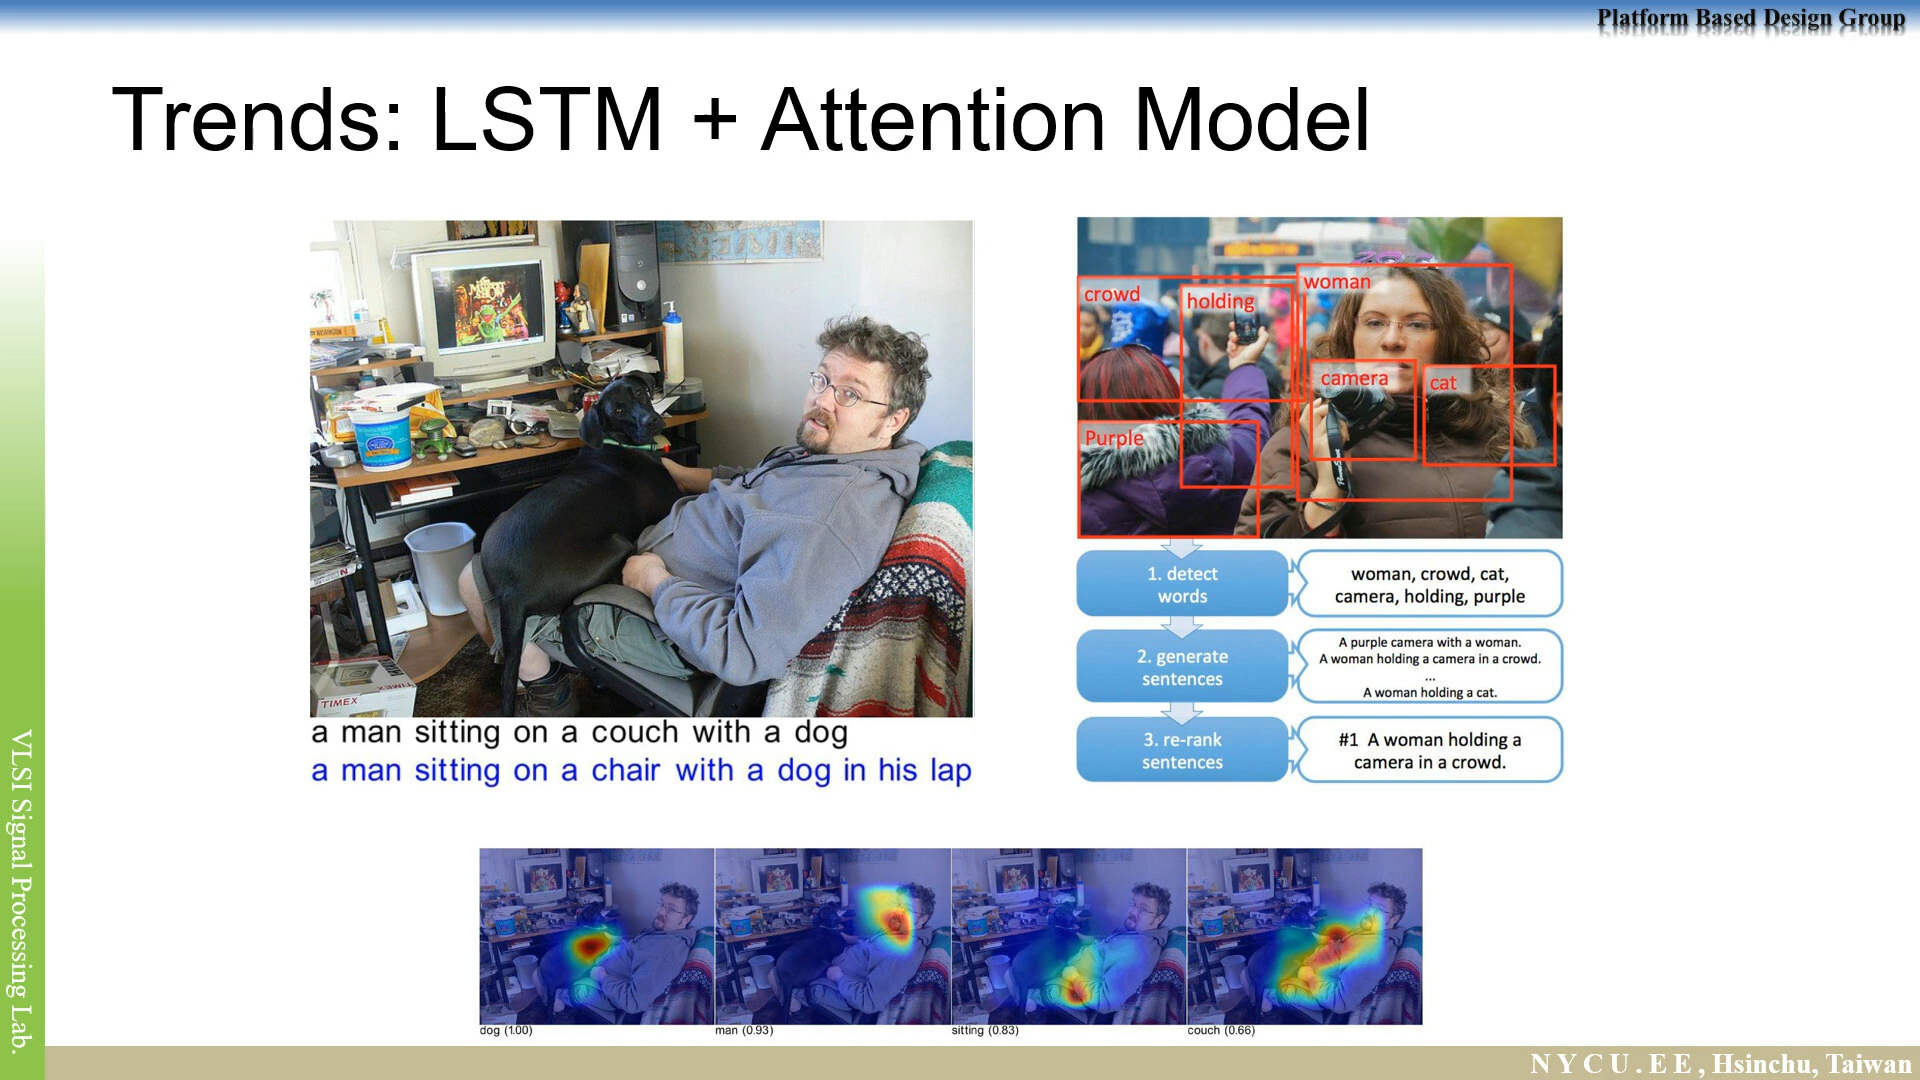 Platform Based Design Group
Trends: LSTM + Attention Model
WASHINGTON
TIMEX
TIMEX
a man sitting on a couch with a dog
a man sitting on a chair with a dog in his lap
crowd
holding
woman
camera
cat
Purple
1. detect
words
woman, crowd, cat,
camera, holding, purple
2. generate
sentences
A purple camera with a woman.
A woman holding a camera in a crowd.
...
A woman holding a cat.
3. re-rank
sentences
#1 A woman holding a
camera in a crowd.
dog (1.00)
man (0.93)
sitting (0.83)
couch (0.66)
VLSI Signal Processing Lab.
N Y C U . E E , Hsinchu, Taiwan